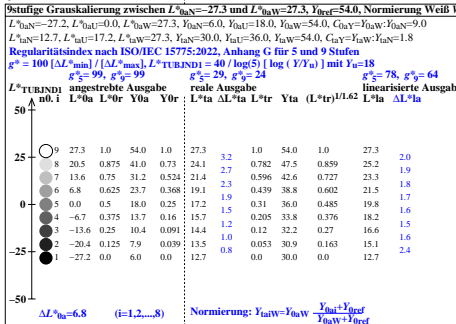 9stufige Grauskalierung zwischen L*0aN=−27.2 und L*0aW=27.3, Y0ref=54.0, Normierung Weiß
L*0aN=−27.2, L*0aU=0.0, L*0aW=27.3, Y0aN=6.0, Y0aU=18.0, Y0aW=54.0, C0aY=Y0aW:Y0aN=9.0
L*taN=12.7, L*taU=17.2, L*taW=27.3, YtaN=30.0, YtaU=36.0, YtaW=54.0, CtaY=YtaW:YtaN=1.8
Regularitätsindex nach ISO/IEC 15775:2022, Anhang G für 5 und 9 Stufen
g* = 100 [ΔL*min] / [ΔL*max], L*TUBJND1 = 40 / log(5) [ log ( Y/Yu) ] mit Yu=18
g*5= 99, g*9= 99 g*5= 29, g*9= 24 g*5= 78, g*9= 64
L*TUBJND1 angestrebte Ausgabe reale Ausgabe linearisierte Ausgabe
n0. i L*0a L*0r Y0a Y0r L*ta ΔL*ta L*tr Yta (L*tr)1/1.62 L*la ΔL*la
50
9 27.3 1.0 54.0 1.0 27.3 1.0 54.0 1.0 27.3
3.2 2.0
25
8 20.5 0.875 41.0 0.73 24.1 0.782 47.5 0.859 25.2
2.7 1.9
7 13.6 0.75 31.2 0.524 21.4 0.596 42.6 0.727 23.3
2.3 1.8
6 6.8 0.625 23.7 0.368 19.1 0.439 38.8 0.602 21.5
1.9 1.7
0
5 0.0 0.5 18.0 0.25 17.2 0.31 36.0 0.485 19.8
1.5 1.6
4 −6.7 0.375 13.7 0.16 15.7 0.205 33.8 0.376 18.2
1.2 1.6
3 −13.6 0.25 10.4 0.091 14.4 0.12 32.2 0.27 16.6
1.0 1.6
2 −20.4 0.125 7.9 0.039 13.5 0.053 30.9 0.163 15.1
0.8 2.4
−25
1 −27.2 0.0 6.0 0.0 12.7 0.0 30.0 0.0 12.7
−50
ΔL*0a=6.8 (i=1,2,...,8) Normierung: YtaiW=Y0aW Y0ai+Y0ref
Y0aW+Y0ref